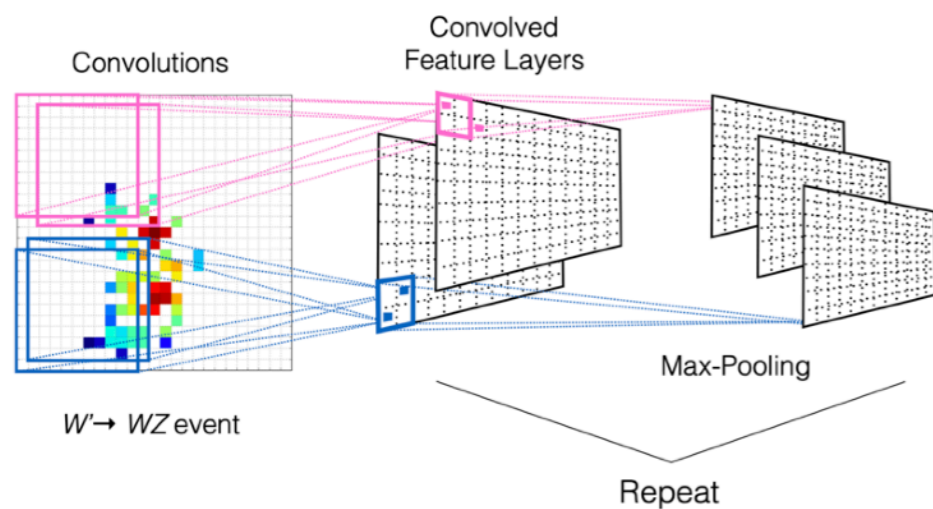 Convolutions
Convolved
Feature Layers
W'→ WZ event
Max-Pooling
Repeat